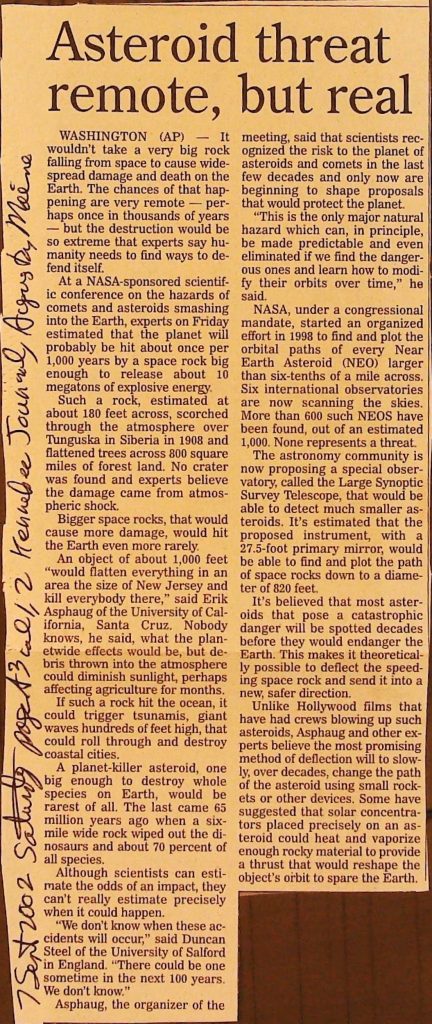 Asteroid threat
remote, but real
WASHINGTON (AP) — It
wouldn't take a very big rock
falling from space to cause wide-
spread damage and death on the
Earth. The chances of that hap-
pening are very remote — per-
haps once in thousands of years
— but the destruction would be
so extreme that experts say hu-
manity needs to find ways to de-
fend itself.
At a NASA-sponsored scientif-
ic conference on the hazards of
comets and asteroids smashing
into the Earth, experts on Friday
estimated that the planet will
probably be hit about once per
1,000 years by a space rock big
enough to release about 10
megatons of explosive energy.
Such a rock, estimated at
about 180 feet across, scorched
through the atmosphere over
Tunguska in Siberia in 1908 and
flattened trees across 800 square
miles of forest land. No crater
was found and experts believe
the damage came from atmos-
pheric shock.
Bigger space rocks, that would
cause more damage, would hit
the Earth even more rarely.
An object of about 1,000 feet
"would flatten everything in an
area the size of New Jersey and
kill everybody there," said Erik
Asphaug of the University of Cal-
ifornia, Santa Cruz. Nobody
knows, he said, what the plan-
etwide effects would be, but de-
bris thrown into the atmosphere
could diminish sunlight, perhaps
affecting agriculture for months.
If such a rock hit the ocean, it
could trigger tsunamis, giant
waves hundreds of feet high, that
could roll through and destroy
coastal cities.
A planet-killer asteroid, one
big enough to destroy whole
species on Earth, would be
rarest of all. The last came 65
million years ago when a six-
mile wide rock wiped out the di-
nosaurs and about 70 percent of
all species.
Although scientists can esti-
mate the odds of an impact, they
can't really estimate precisely
when it could happen.
"We don't know when these ac-
cidents will occur," said Duncan
Steel of the University of Salford
in England. "There could be one
sometime in the next 100 years.
We don't know."
Asphaug, the organizer of the
meeting, said that scientists rec-
ognized the risk to the planet of
asteroids and comets in the last
few decades and only now are
beginning to shape proposals
that would protect the planet.
"This is the only major natural
hazard which can, in principle,
be made predictable and even
eliminated if we find the danger-
ous ones and learn how to modi-
fy their orbits over time," he
said.
NASA, under a congressional
mandate, started an organized
effort in 1998 to find and plot the
orbital paths of every Near
Earth Asteroid (NEO) larger
than six-tenths of a mile across.
Six international observatories
are now scanning the skies.
More than 600 such NEOS have
been found, out of an estimated
1,000. None represents a threat.
The astronomy community is
now proposing a special obser-
vatory, called the Large Synoptic
Survey Telescope, that would be
able to detect much smaller as-
teroids. It's estimated that the
proposed instrument, with a
27.5-foot primary mirror, would
be able to find and plot the path
of space rocks down to a diame-
ter of 820 feet.
It's believed that most aster-
oids that pose a catastrophic
danger will be spotted decades
before they would endanger the
Earth. This makes it theoretical-
ly possible to deflect the speed-
ing space rock and send it into a
new, safer direction.
Unlike Hollywood films that
have had crews blowing up such
asteroids, Asphaug and other ex-
perts believe the most promising
method of deflection will to slow-
ly, over decades, change the path
of the asteroid using small rock-
ets or other devices. Some have
suggested that solar concentra-
tors placed precisely on an as-
teroid could heat and vaporize
enough rocky material to provide
a thrust that would reshape the
object's orbit to spare the Earth.
7 Sept 2002 Saturday page A3 col 1, 2 Kennebec Journal, Augusta, Maine